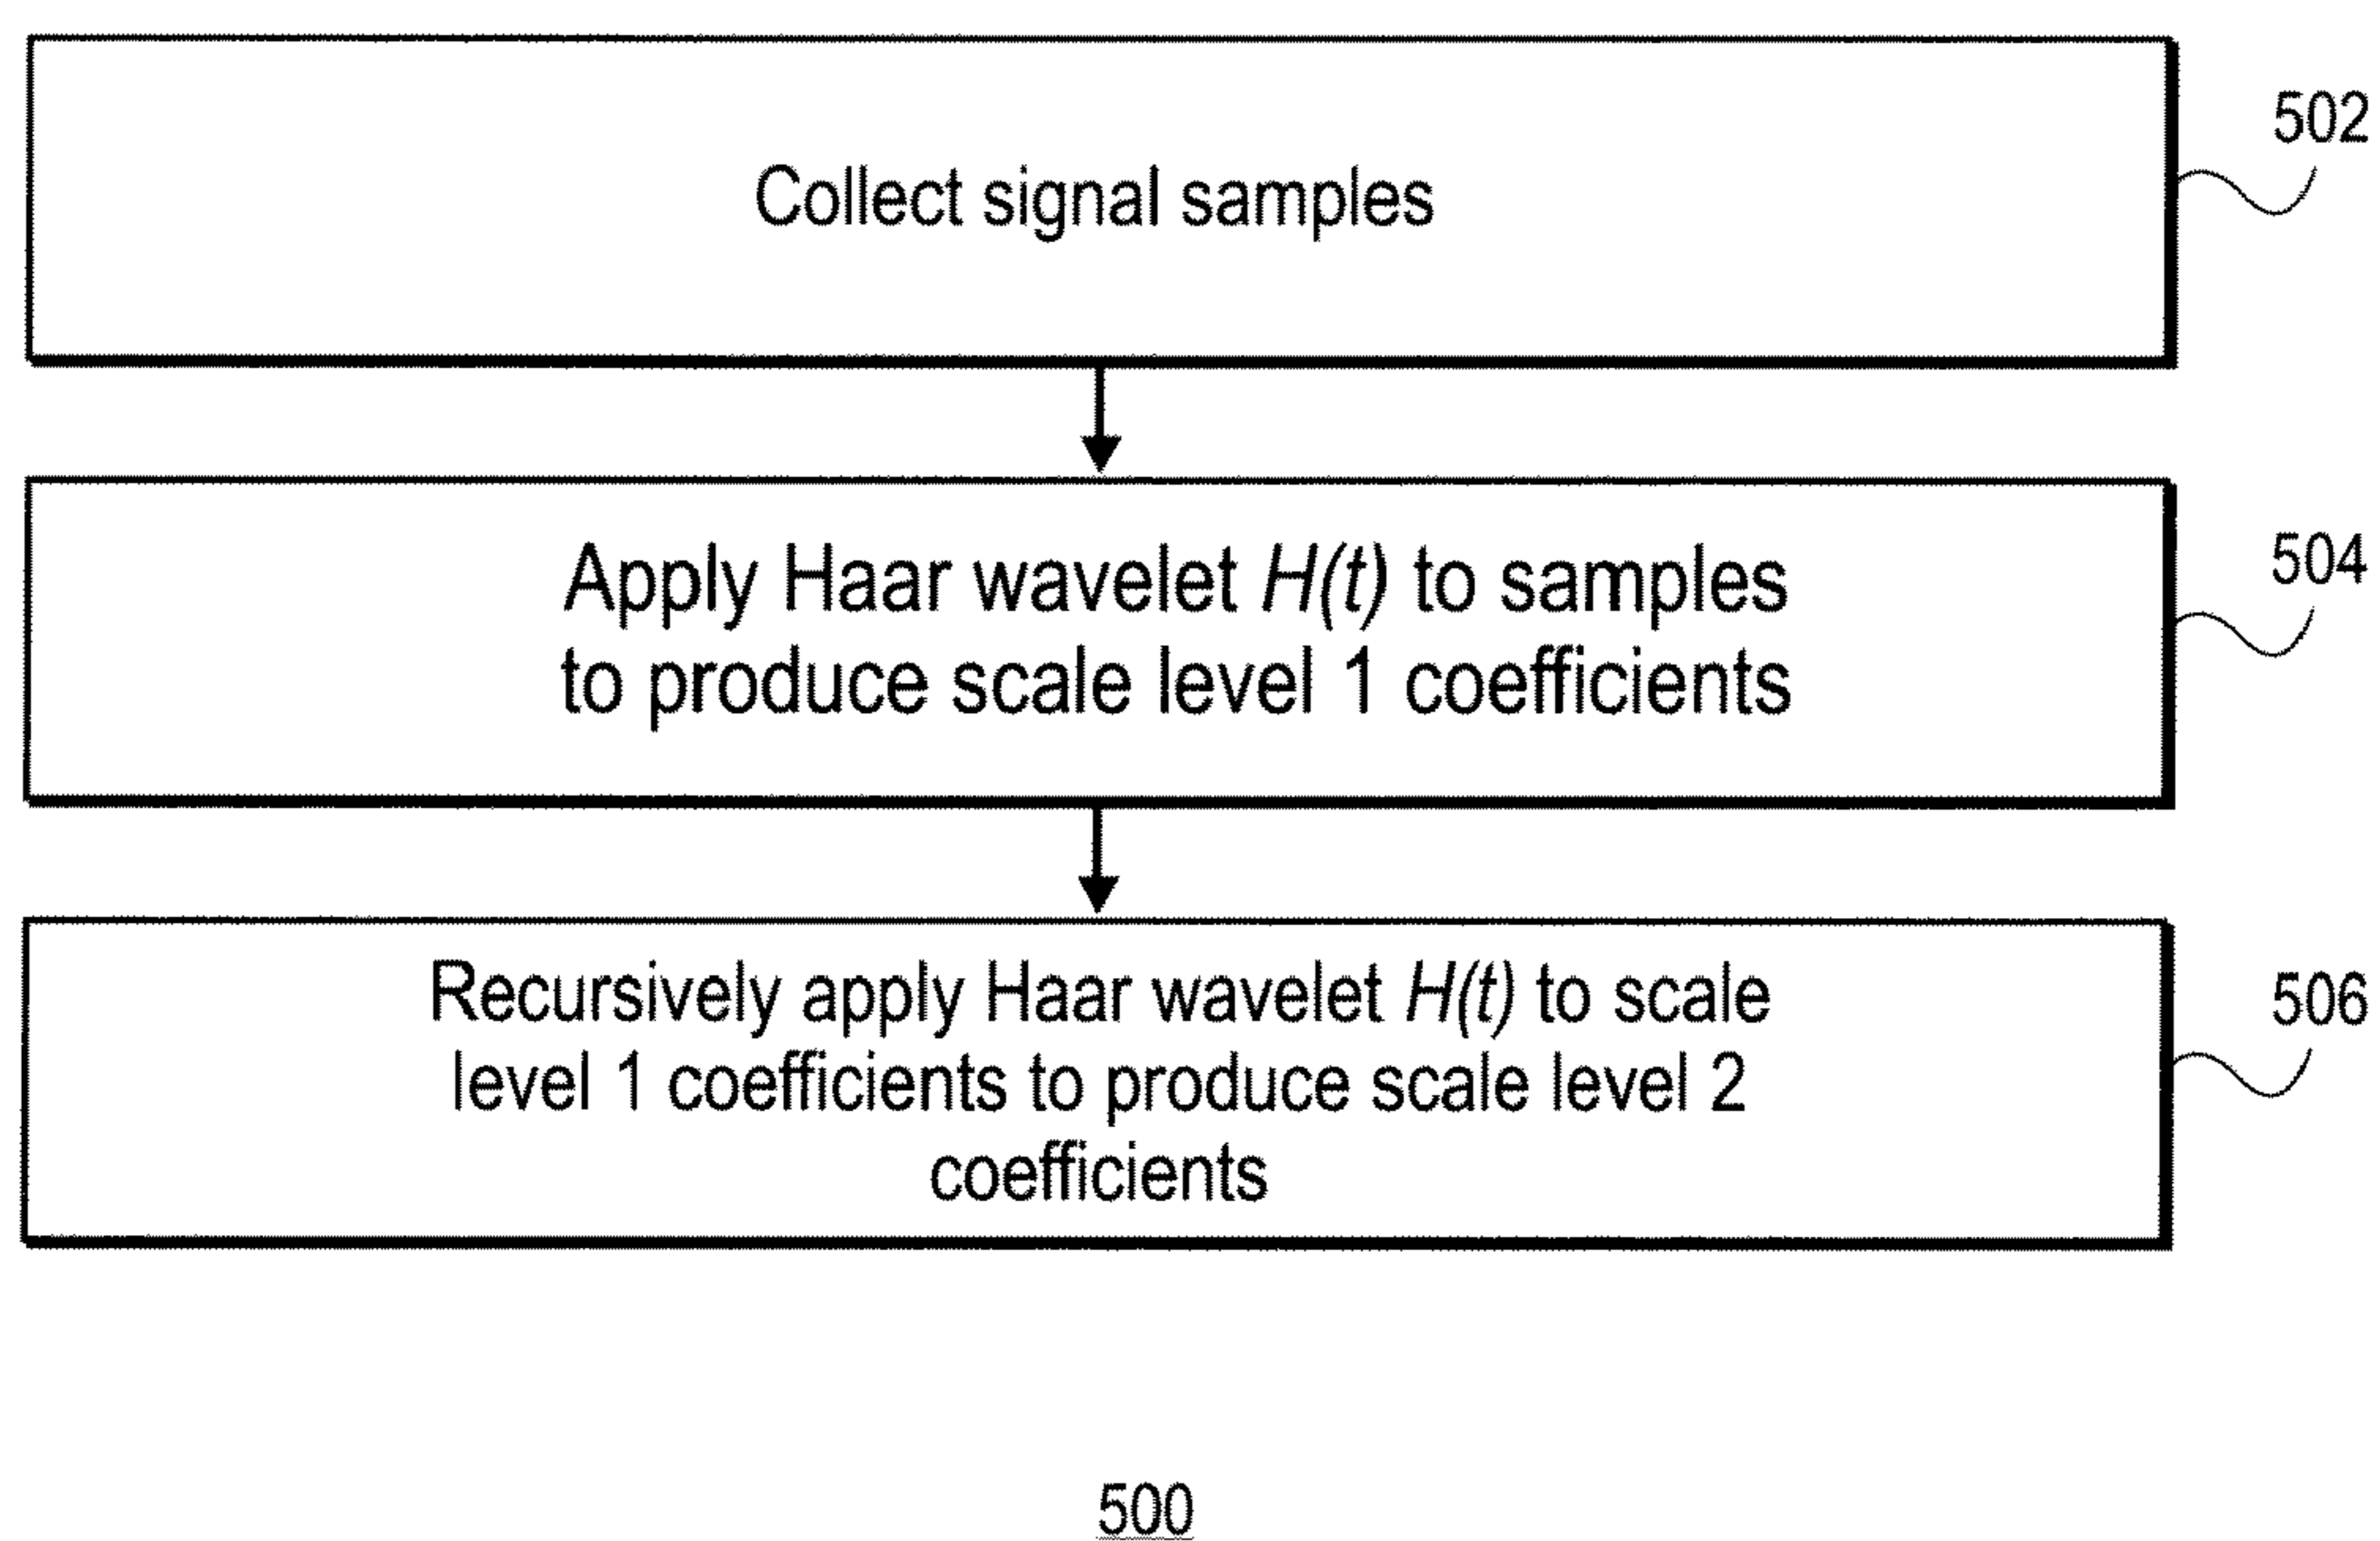 Collect signal samples
502
Apply Haar wavelet H(t) to samples
to produce scale level 1 coefficients
504
Recursively apply Haar wavelet H(t) to scale
level 1 coefficients to produce scale level 2
coefficients
506
500